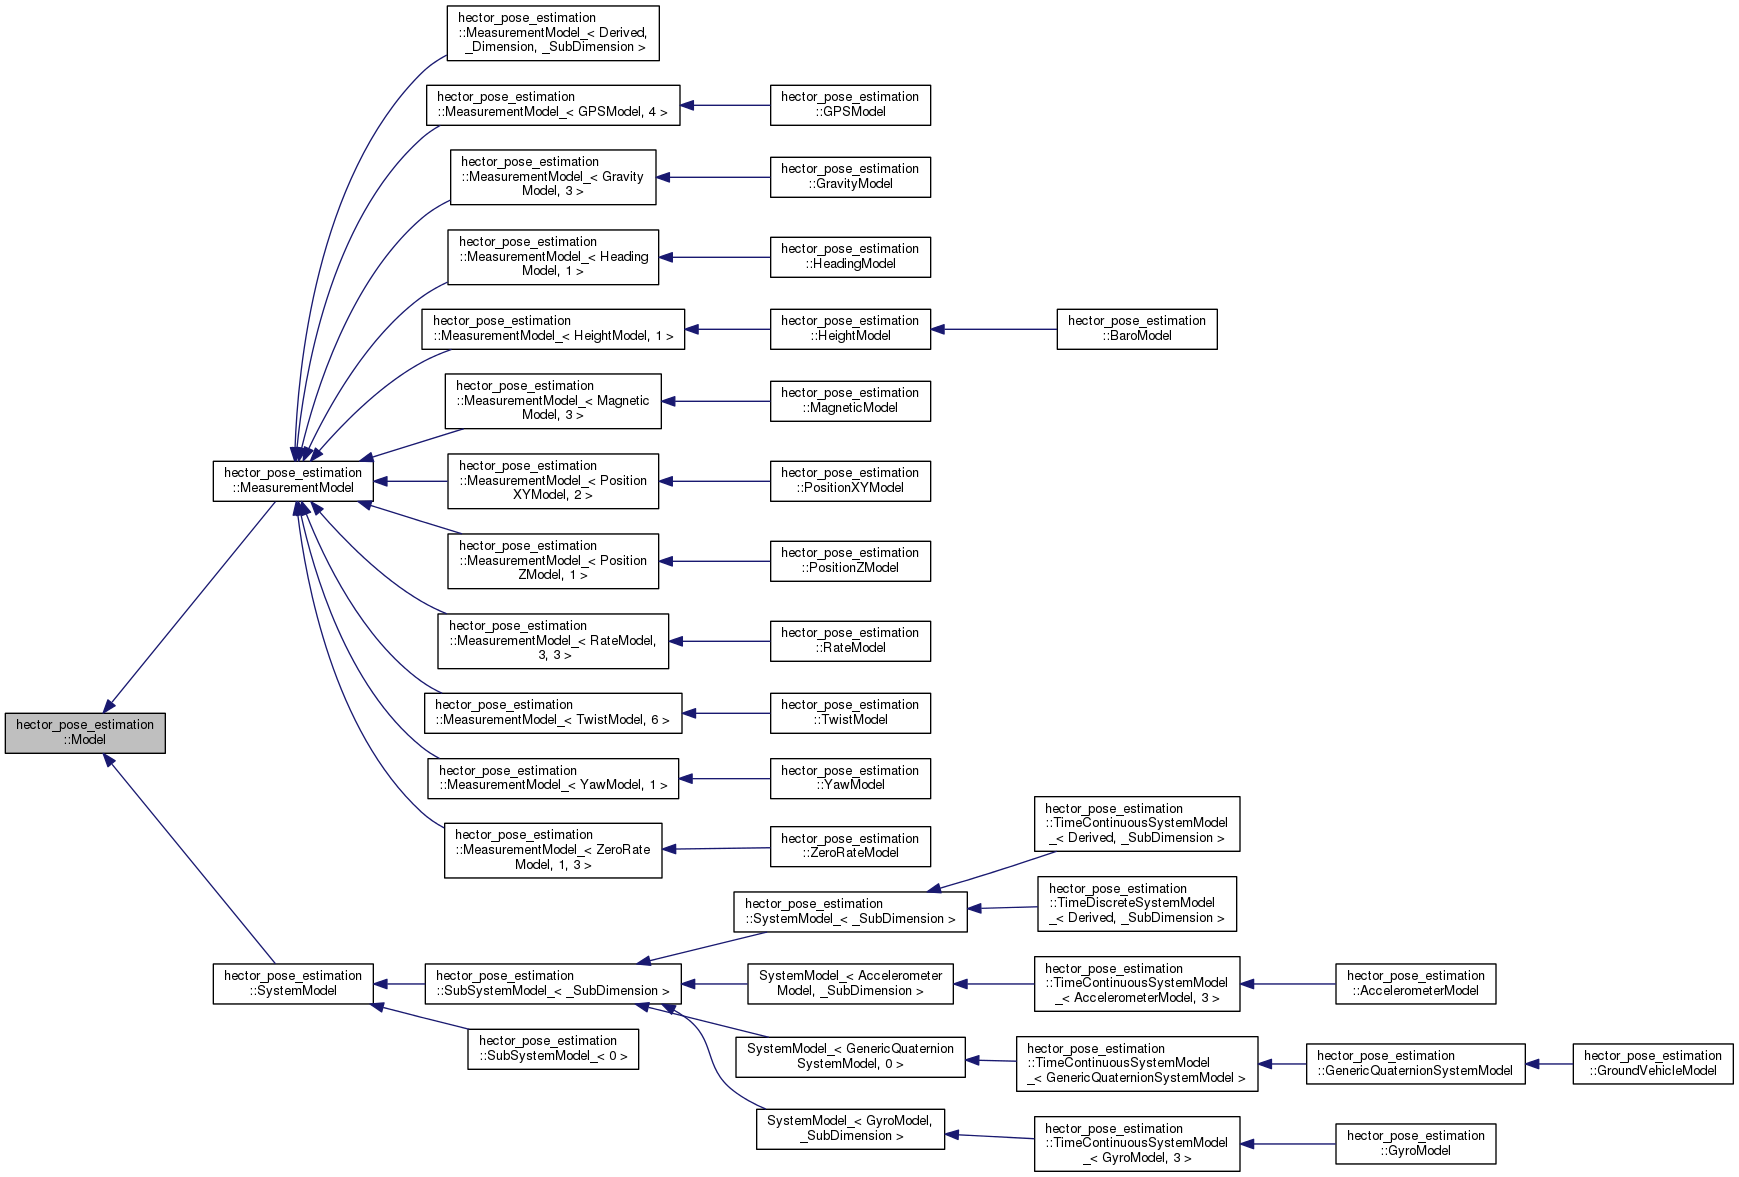 hector_pose_estimation
::MeasurementModel_< Derived,
_Dimension, _SubDimension >
hector_pose_estimation
::MeasurementModel_< GPSModel, 4 >
hector_pose_estimation
::GPSModel
hector_pose_estimation
::MeasurementModel_< Gravity
Model, 3 >
hector_pose_estimation
::GravityModel
hector_pose_estimation
::MeasurementModel_< Heading
Model, 1 >
hector_pose_estimation
::HeadingModel
hector_pose_estimation
::MeasurementModel_< HeightModel, 1 >
hector_pose_estimation
::HeightModel
hector_pose_estimation
::BaroModel
hector_pose_estimation
::MeasurementModel_< Magnetic
Model, 3 >
hector_pose_estimation
::MagneticModel
hector_pose_estimation
::MeasurementModel
hector_pose_estimation
::MeasurementModel_< Position
XYModel, 2 >
hector_pose_estimation
::PositionXYModel
hector_pose_estimation
::MeasurementModel_< Position
ZModel, 1 >
hector_pose_estimation
::PositionZModel
hector_pose_estimation
::MeasurementModel_< RateModel,
3, 3 >
hector_pose_estimation
::RateModel
hector_pose_estimation
::Model
hector_pose_estimation
::MeasurementModel_< TwistModel, 6 >
hector_pose_estimation
::TwistModel
hector_pose_estimation
::MeasurementModel_< YawModel, 1 >
hector_pose_estimation
::YawModel
hector_pose_estimation
::MeasurementModel_< ZeroRate
Model, 1, 3 >
hector_pose_estimation
::ZeroRateModel
hector_pose_estimation
::TimeContinuousSystemModel
_< Derived, _SubDimension >
hector_pose_estimation
::SystemModel_< _SubDimension >
hector_pose_estimation
::TimeDiscreteSystemModel
_< Derived, _SubDimension >
hector_pose_estimation
::SystemModel
hector_pose_estimation
::SubSystemModel_< _SubDimension >
SystemModel_< Accelerometer
Model, _SubDimension >
hector_pose_estimation
::TimeContinuousSystemModel
_< AccelerometerModel, 3 >
hector_pose_estimation
::AccelerometerModel
hector_pose_estimation
::SubSystemModel_< 0 >
SystemModel_< GenericQuaternion
SystemModel, 0 >
hector_pose_estimation
::TimeContinuousSystemModel
_< GenericQuaternionSystemModel >
hector_pose_estimation
::GenericQuaternionSystemModel
hector_pose_estimation
::GroundVehicleModel
SystemModel_< GyroModel,
_SubDimension >
hector_pose_estimation
::TimeContinuousSystemModel
_< GyroModel, 3 >
hector_pose_estimation
::GyroModel